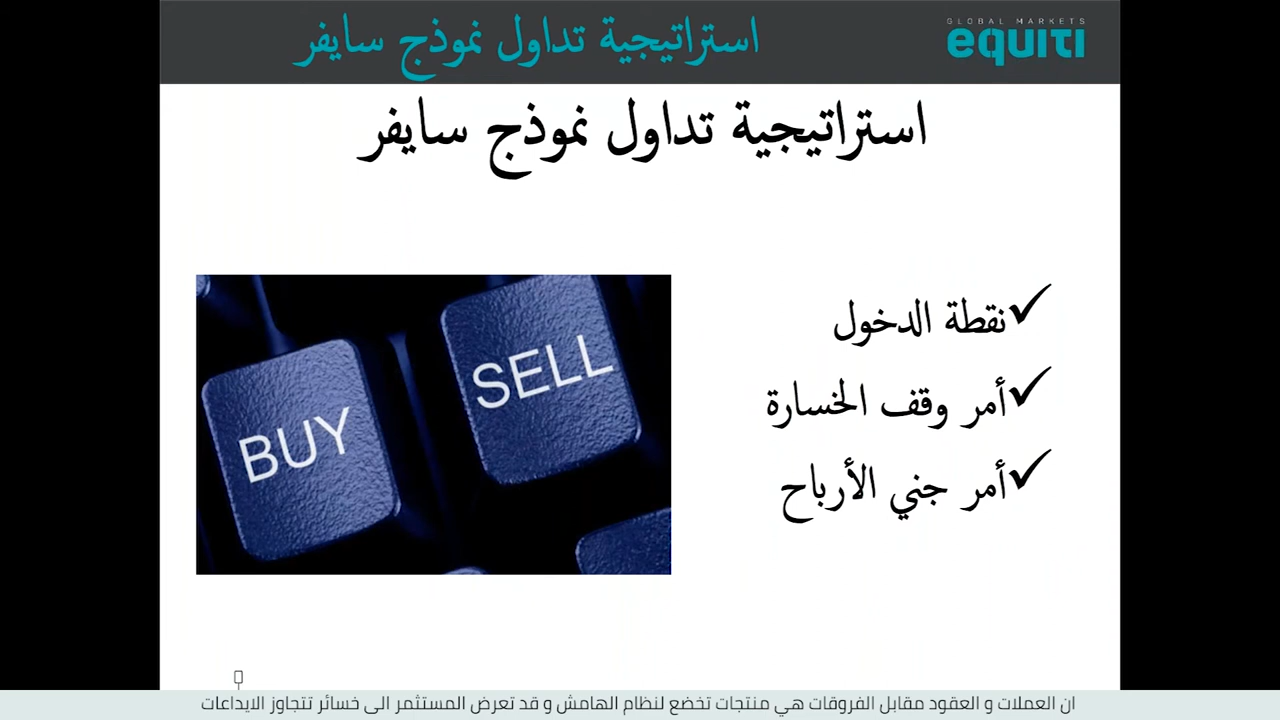 استراتيجية تداول نموذج سايفر
GLOBAL MARKETS
equiti
استراتيجية تداول نموذج سايفر
✓نقطة الدخول
✓أمر وقف الخسارة
✓أمر جني الأرباح
BUY
SELL
ان العملات و العقود مقابل الفروقات هي منتجات تخضع لنظام الهامش و قد تعرض المستثمر الى خسائر تتجاوز الايداعات